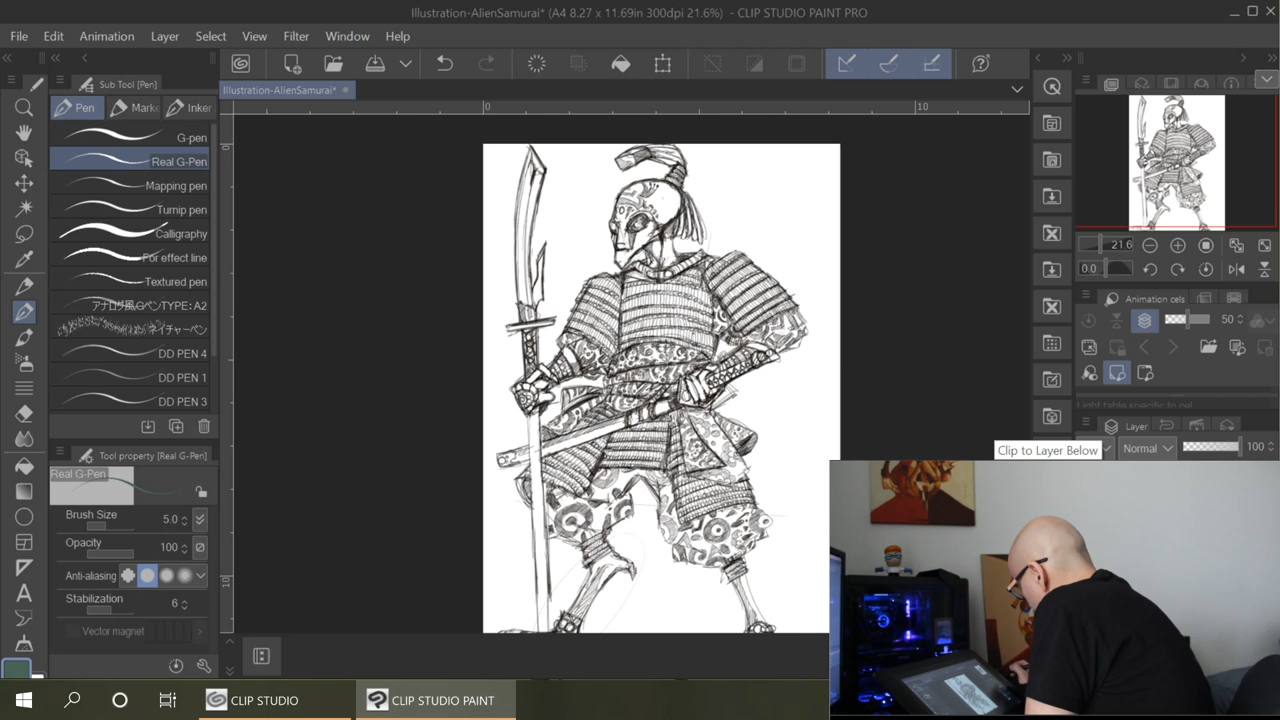 Illustration-AlienSamurai* (A4 8.27 x 11.69in 300dpi 21.6%) - CLIP STUDIO PAINT PRO
File Edit Animation Layer Select View Filter Window Help
Sub Tool [Pen]
Illustration-AlienSamurai*
Pen Marke Inker
0 10
G-pen
Real G-Pen
Mapping pen
Turnip pen
Calligraphy
For effect line
Textured pen
アナログ風GペンTYPE: A2
ネイチャーペン
DD PEN 4
DD PEN 1
DD PEN 3
Tool property [Real G-Pen]
Real G-Pen
Brush Size 5.0
Opacity 100
Anti-aliasing
Stabilization 6
Vector magnet
21.6
0.0
Animation cels
50
Light table specific to cel
Layer
Clip to Layer Below
Normal 100
CLIP STUDIO
CLIP STUDIO PAINT